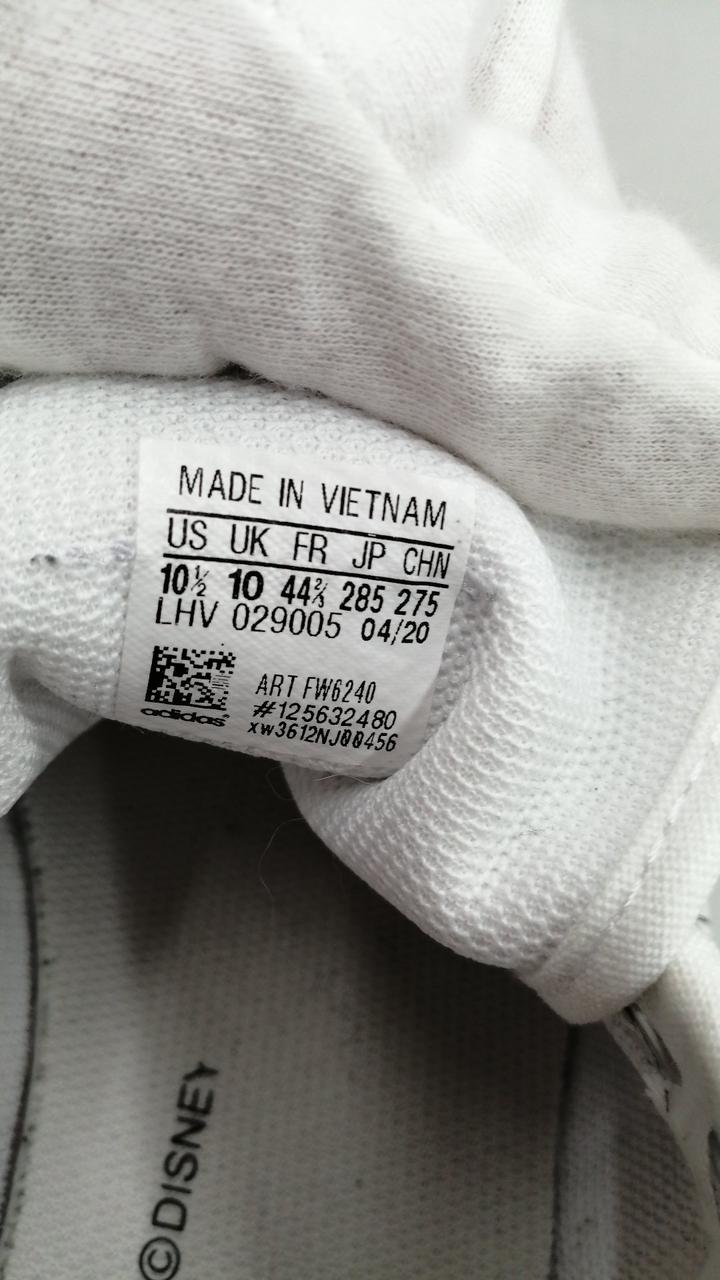 MADE IN VIETNAM
US UK FR JP CHN
10½ 10 44⅔ 285 275
LHV 029005 04/20
ART FW6240
#125632480
adidas
xw3612NJ00456
©DISNEY